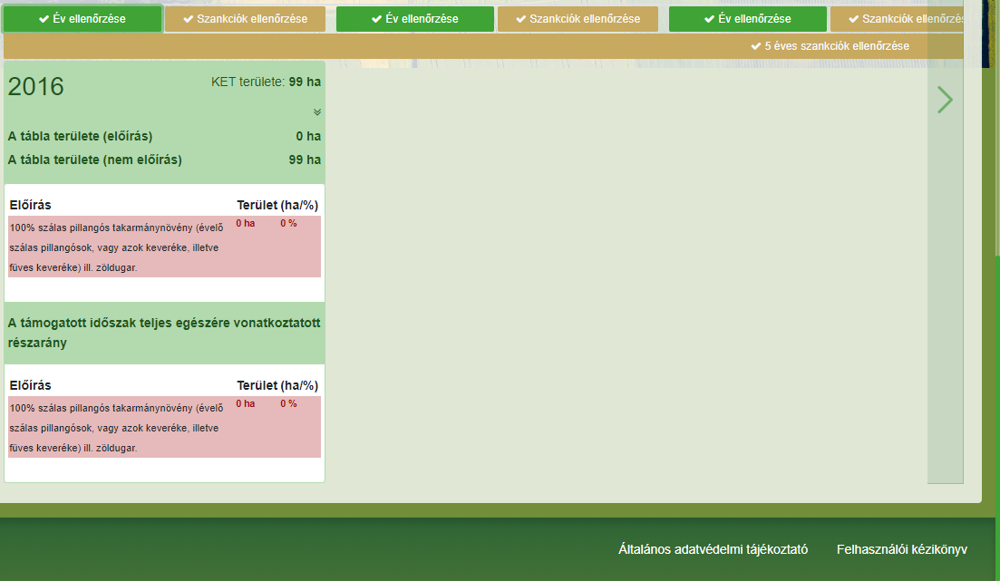 Év ellenőrzése Szankciók ellenőrzése Év ellenőrzése Szankciók ellenőrzése Év ellenőrzése Szankciók ellenőrzés
5 éves szankciók ellenőrzése
2016 KET területe: 99 ha
A tábla területe (előírás) 0 ha
A tábla területe (nem előírás) 99 ha
Előírás Terület (ha/%)
100% szálas pillangós takarmánynövény (évelő 0 ha 0 %
szálas pillangósok, vagy azok keveréke, illetve
füves keveréke) ill. zöldugar.
A támogatott időszak teljes egészére vonatkoztatott
részarány
Előírás Terület (ha/%)
100% szálas pillangós takarmánynövény (évelő 0 ha 0 %
szálas pillangósok, vagy azok keveréke, illetve
füves keveréke) ill. zöldugar.
Általános adatvédelmi tájékoztató Felhasználói kézikönyv